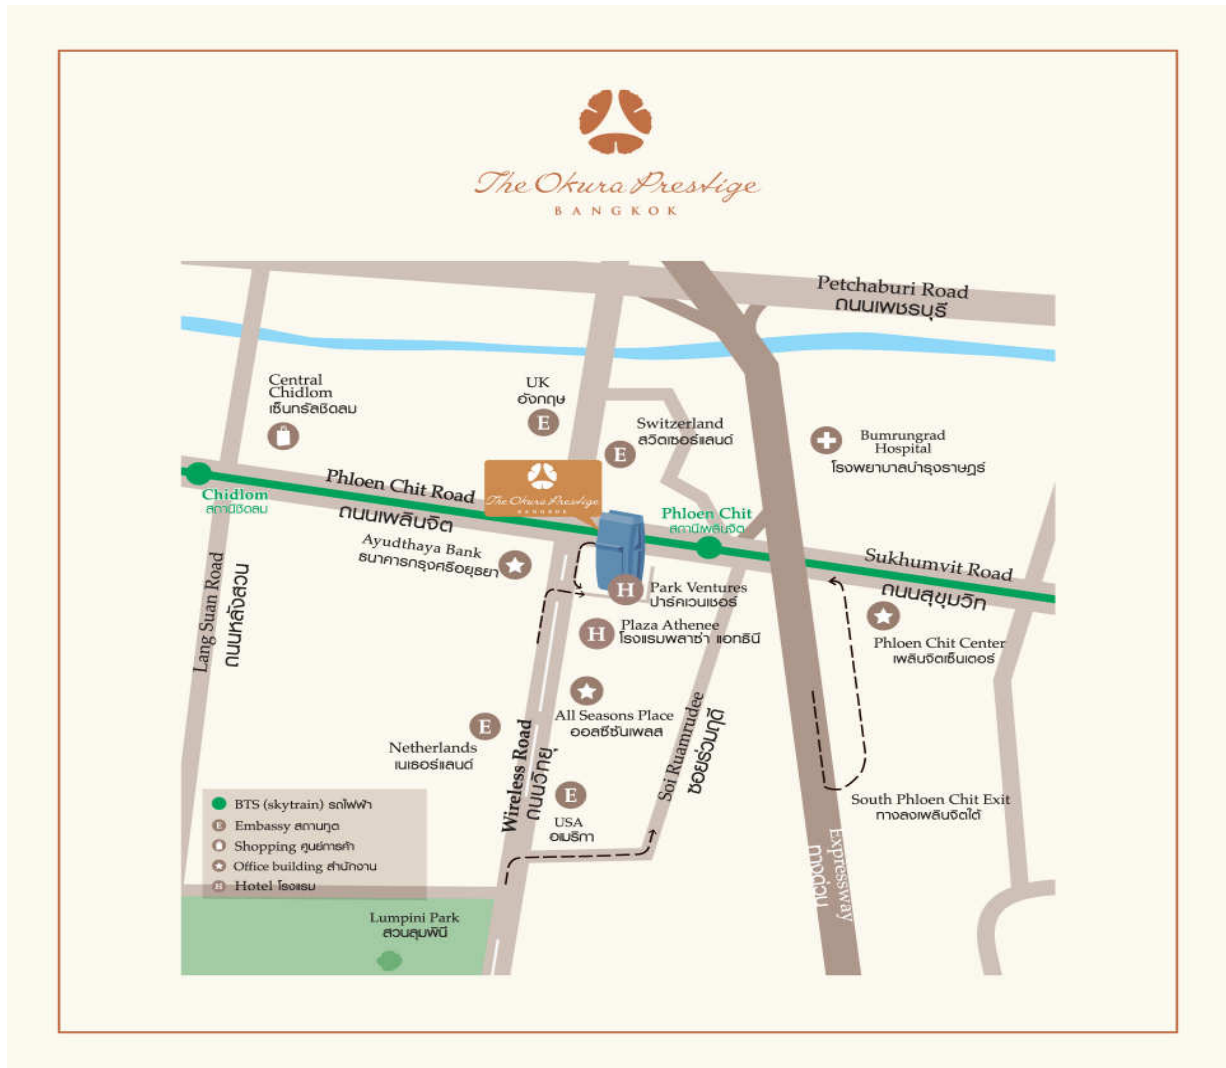 The Okura Prestige
BANGKOK
Petchaburi Road
ถนนเพชรบุรี
Central
Chidlom
เซ็นทรัลชิดลม
UK
อังกฤษ
E
Switzerland
สวิตเซอร์แลนด์
E
Bumrungrad
Hospital
โรงพยาบาลบำรุงราษฎร์
Chidlom
สถานีชิดลม
Phloen Chit Road
ถนนเพลินจิต
The Okura Prestige
BANGKOK
Phloen Chit
สถานีเพลินจิต
Ayudthaya Bank
ธนาคารกรุงศรีอยุธยา
Sukhumvit Road
ถนนสุขุมวิท
H
Park Ventures
ปาร์คเวนเชอร์
H
Plaza Athenee
โรงแรมพลาซ่า แอทธินี
Phloen Chit Center
เพลินจิตเซ็นเตอร์
Lang Suan Road
ถนนหลังสวน
All Seasons Place
ออลซีซันเพลส
E
Netherlands
เนเธอร์แลนด์
Wireless Road
ถนนวิทยุ
Soi Ruamrudee
ซอยร่วมฤดี
E
USA
อเมริกา
South Phloen Chit Exit
ทางลงเพลินจิตใต้
Expressway
ทางด่วน
BTS (skytrain) รถไฟฟ้า
E Embassy สถานทูต
Shopping ศูนย์การค้า
Office building สำนักงาน
H Hotel โรงแรม
Lumpini Park
สวนลุมพินี